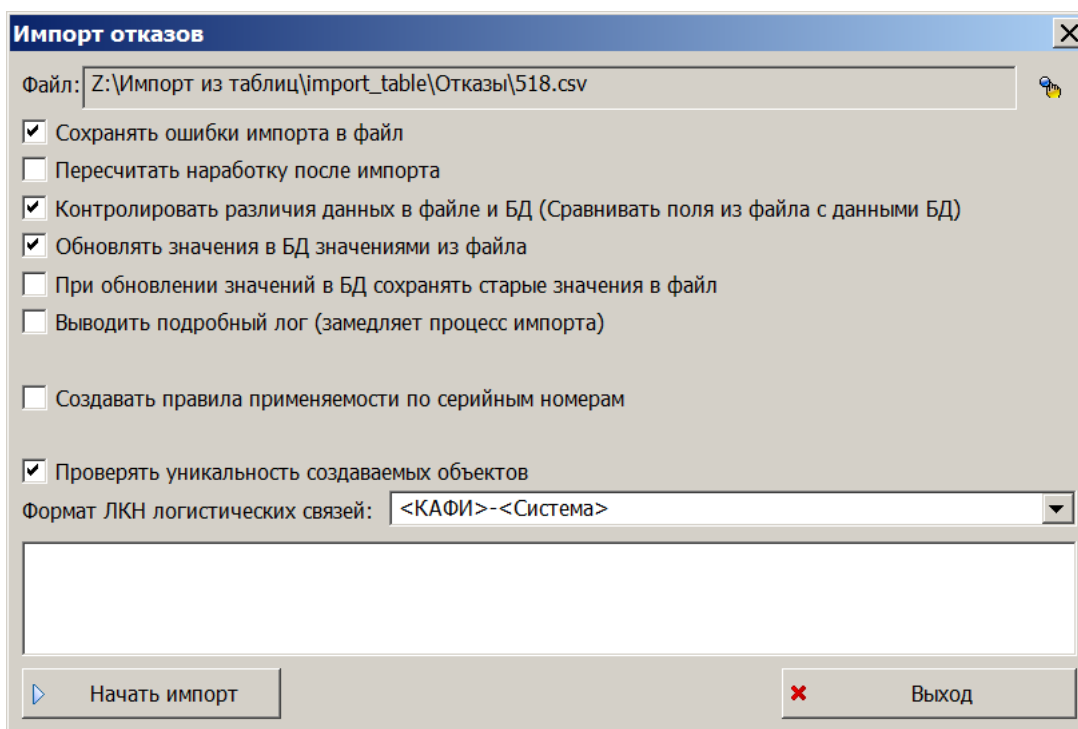 Импорт отказов
Файл: Z:\Импорт из таблиц\import_table\Отказы\518.csv
Сохранять ошибки импорта в файл
Пересчитать наработку после импорта
Контролировать различия данных в файле и БД (Сравнивать поля из файла с данными БД)
Обновлять значения в БД значениями из файла
При обновлении значений в БД сохранять старые значения в файл
Выводить подробный лог (замедляет процесс импорта)
Создавать правила применяемости по серийным номерам
Проверять уникальность создаваемых объектов
Формат ЛКН логистических связей: <КАФИ>-<Система>
Начать импорт Выход